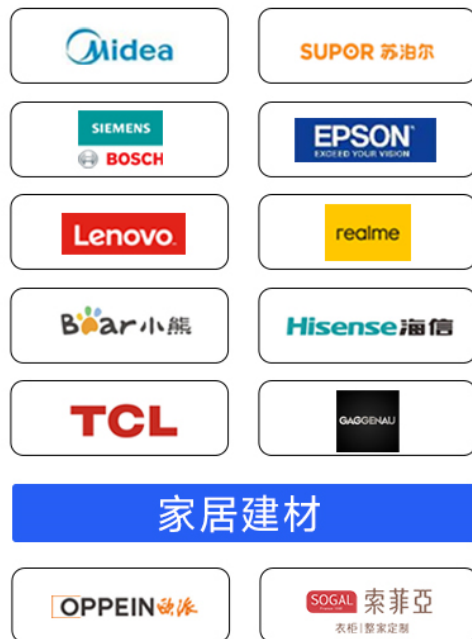 Midea
SUPOR 苏泊尔
SIEMENS
BOSCH
EPSON
EXCEED YOUR VISION
Lenovo
realme
Bear小熊
Hisense海信
TCL
GAGGENAU
家居建材
OPPEIN欧派
SOGAL 索菲亞
衣柜|整家定制